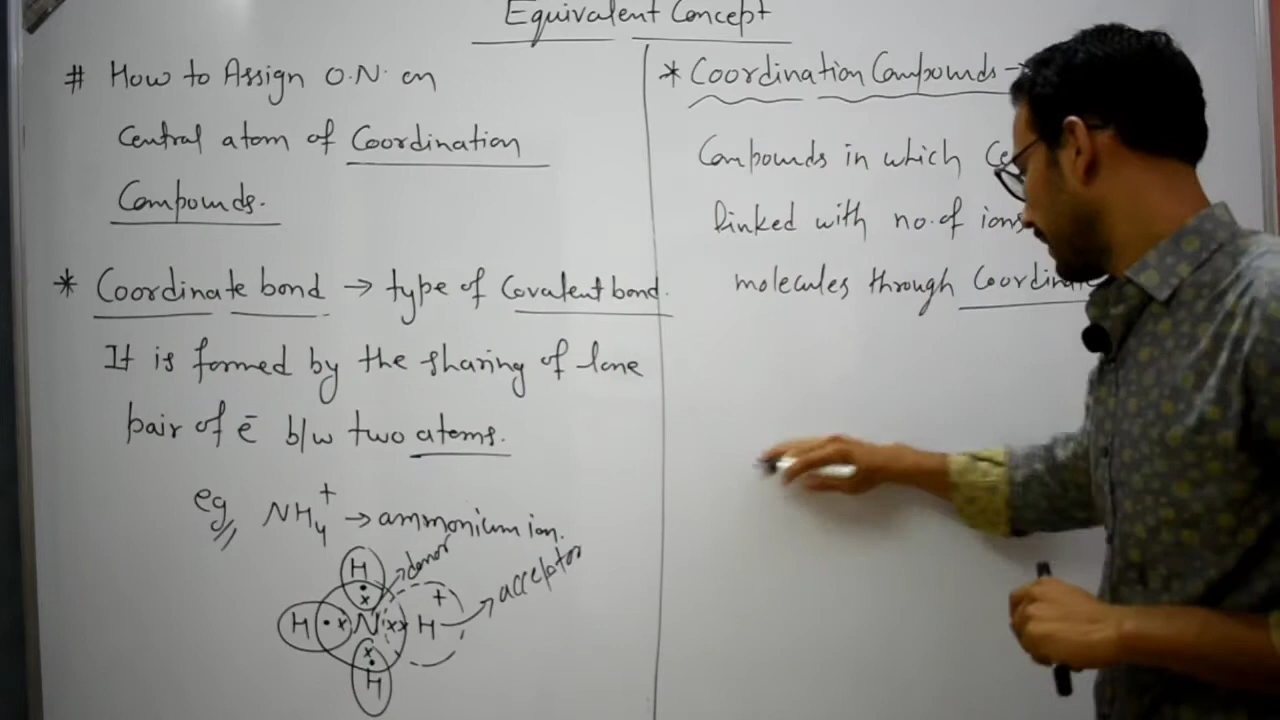 Equivalent Concept
# How to Assign O.N. on
Central atom of Coordination
Compounds.
* Coordinate bond → type of Covalent bond.
It is formed by the sharing of lone
pair of ē b/w two atoms.
eg NH₄⁺ → ammonium ion.
H → donor
H · x N xx H + → acceptor
x
x
H
* Coordination Compounds →
Compounds in which
linked with no. of ions
molecules through Coordinate